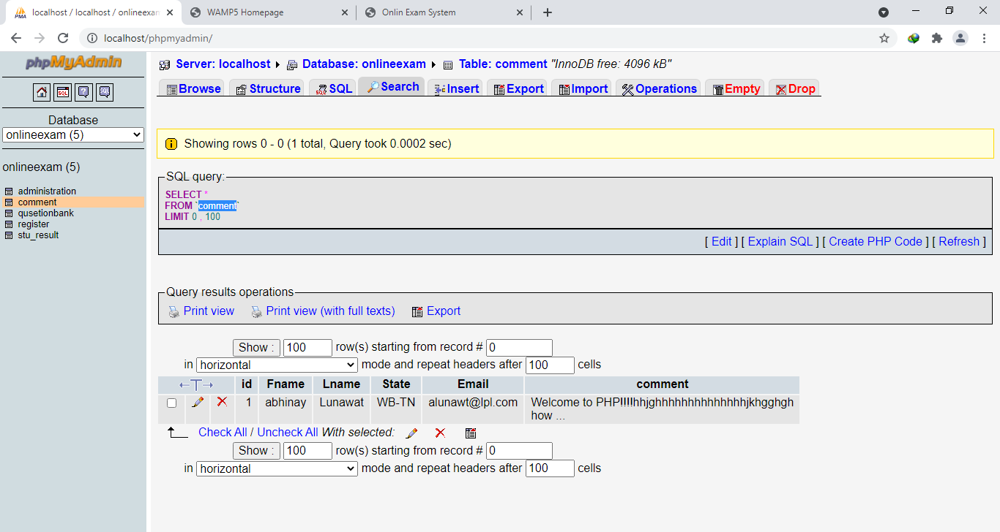 localhost / localhost / onlineexam
WAMP5 Homepage
Onlin Exam System
localhost/phpmyadmin/
phpMyAdmin
Database
onlineexam (5)
onlineexam (5)
administration
comment
qusetionbank
register
stu_result
Server: localhost Database: onlineexam Table: comment "InnoDB free: 4096 kB"
Browse Structure SQL Search Insert Export Import Operations Empty Drop
Showing rows 0 - 0 (1 total, Query took 0.0002 sec)
SQL query:
SELECT *
FROM `comment`
LIMIT 0 , 100
[ Edit ] [ Explain SQL ] [ Create PHP Code ] [ Refresh ]
Query results operations
Print view Print view (with full texts) Export
Show : 100 row(s) starting from record # 0
in horizontal mode and repeat headers after 100 cells
←T→ id Fname Lname State Email comment
1 abhinay Lunawat WB-TN alunawt@lpl.com Welcome to PHP!!!!hhjghhhhhhhhhhhhhhjkhgghgh
how ...
Check All / Uncheck All With selected:
Show : 100 row(s) starting from record # 0
in horizontal mode and repeat headers after 100 cells